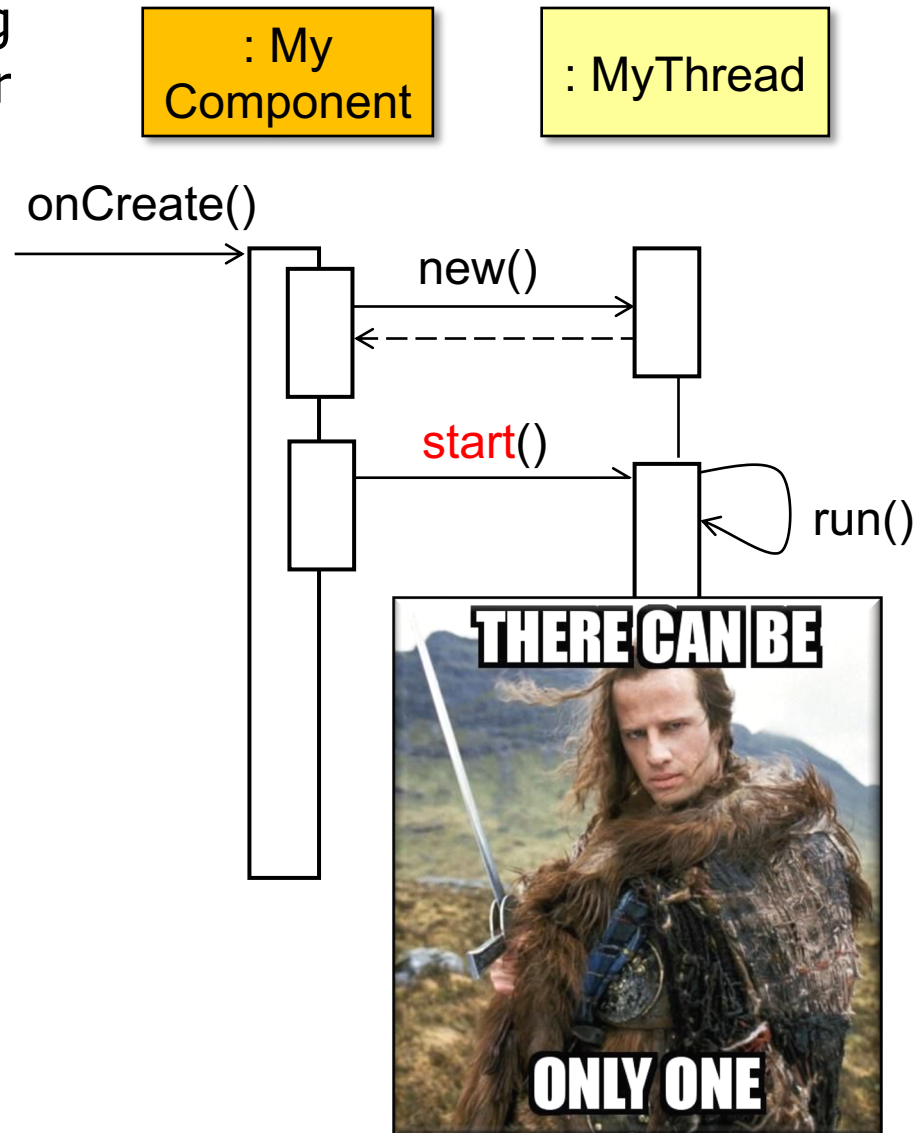 g
r
: My
Component
: MyThread
onCreate()
new()
start()
run()
THERE CAN BE
ONLY ONE